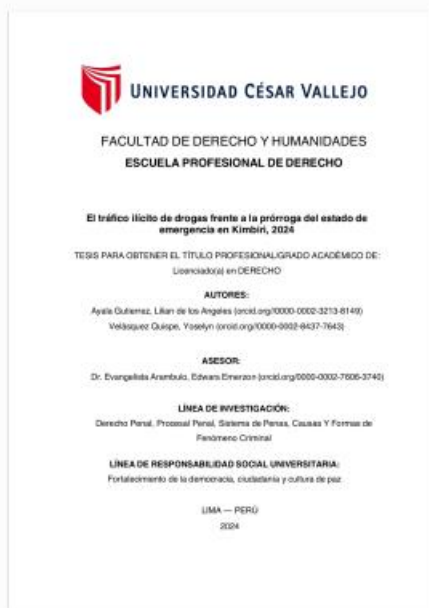 UNIVERSIDAD CÉSAR VALLEJO
FACULTAD DE DERECHO Y HUMANIDADES
ESCUELA PROFESIONAL DE DERECHO
El tráfico ilícito de drogas frente a la prórroga del estado de
emergencia en Kimbiri, 2024
TESIS PARA OBTENER EL TÍTULO PROFESIONAL/GRADO ACADÉMICO DE:
Licenciado(a) en DERECHO
AUTORES:
Ayala Gutierrez, Lilian de los Angeles (orcid.org/0000-0002-3213-8149)
Velásquez Quispe, Yoselyn (orcid.org/0000-0002-8437-7643)
ASESOR:
Dr. Evangelista Arambulo, Edwars Emerzon (orcid.org/0000-0002-7606-3740)
LÍNEA DE INVESTIGACIÓN:
Derecho Penal, Procesal Penal, Sistema de Penas, Causas Y Formas de
Fenómeno Criminal
LÍNEA DE RESPONSABILIDAD SOCIAL UNIVERSITARIA:
Fortalecimiento de la democracia, ciudadanía y cultura de paz
LIMA — PERÚ
2024